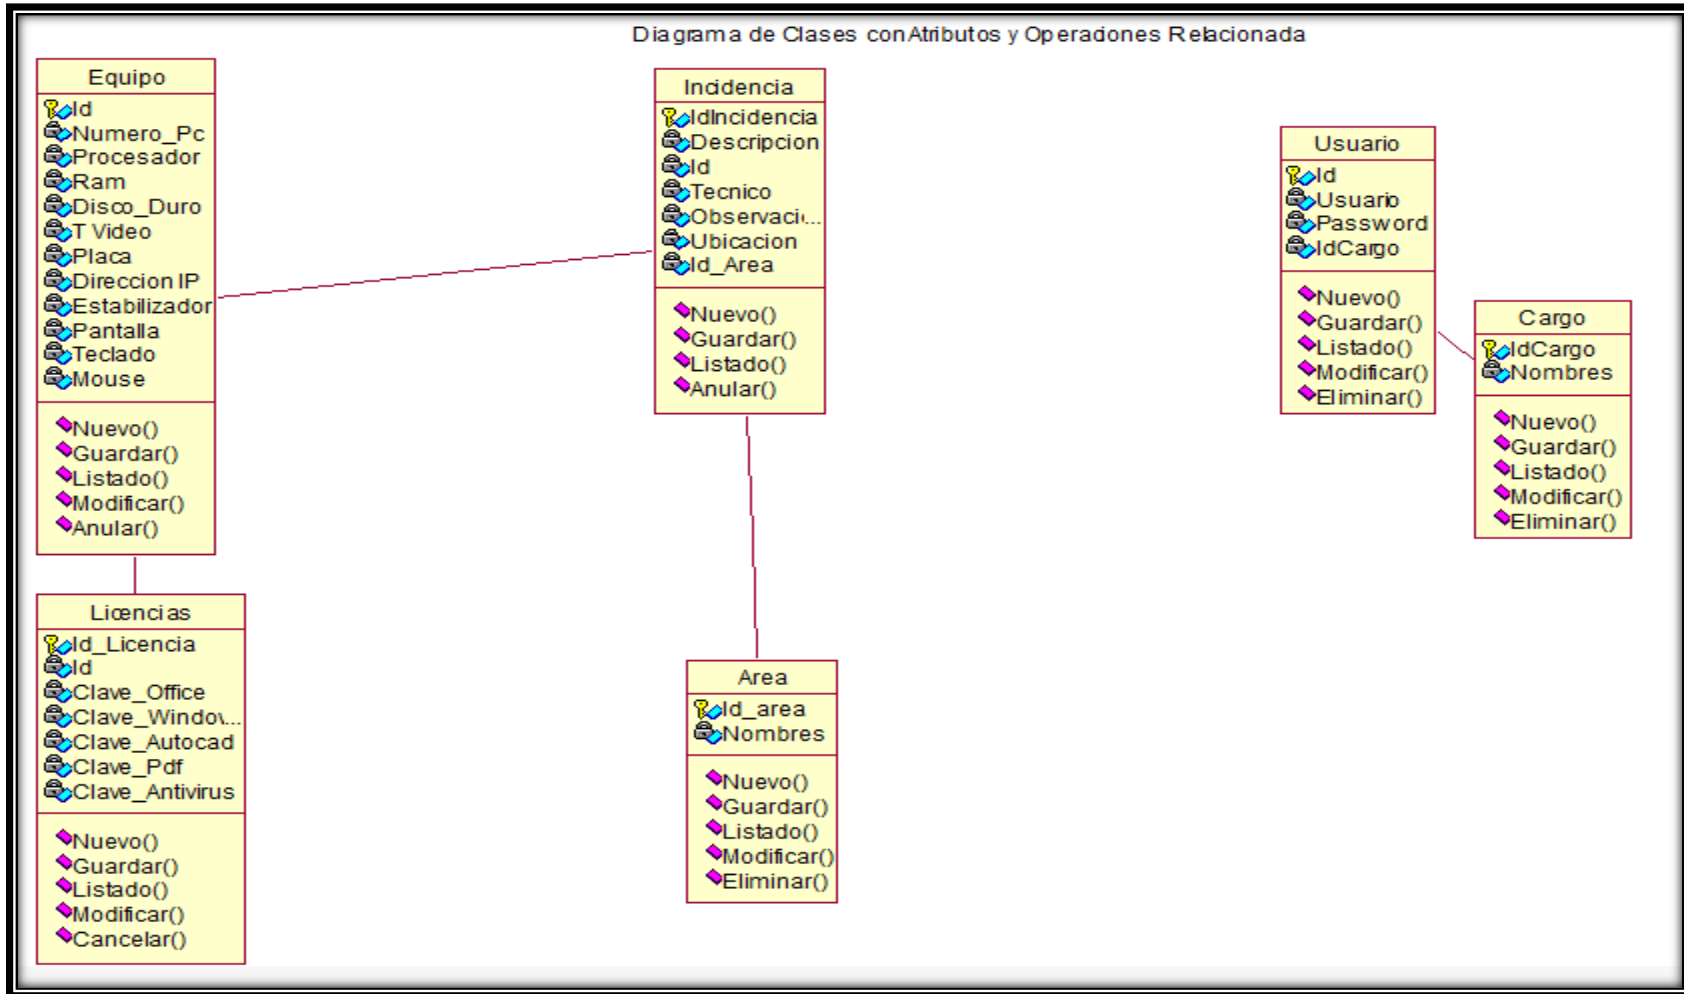 Diagrama de Clases con Atributos y Operaciones Relacionada
Equipo
Id
Numero_Pc
Procesador
Ram
Disco_Duro
T Video
Placa
Direccion IP
Estabilizador
Pantalla
Teclado
Mouse
Nuevo()
Guardar()
Listado()
Modificar()
Anular()
Licencias
Id_Licencia
Id
Clave_Office
Clave_Window...
Clave_Autocad
Clave_Pdf
Clave_Antivirus
Nuevo()
Guardar()
Listado()
Modificar()
Cancelar()
Incidencia
IdIncidencia
Descripcion
Id
Tecnico
Observaci...
Ubicacion
Id_Area
Nuevo()
Guardar()
Listado()
Anular()
Area
Id_area
Nombres
Nuevo()
Guardar()
Listado()
Modificar()
Eliminar()
Usuario
Id
Usuario
Password
IdCargo
Nuevo()
Guardar()
Listado()
Modificar()
Eliminar()
Cargo
IdCargo
Nombres
Nuevo()
Guardar()
Listado()
Modificar()
Eliminar()